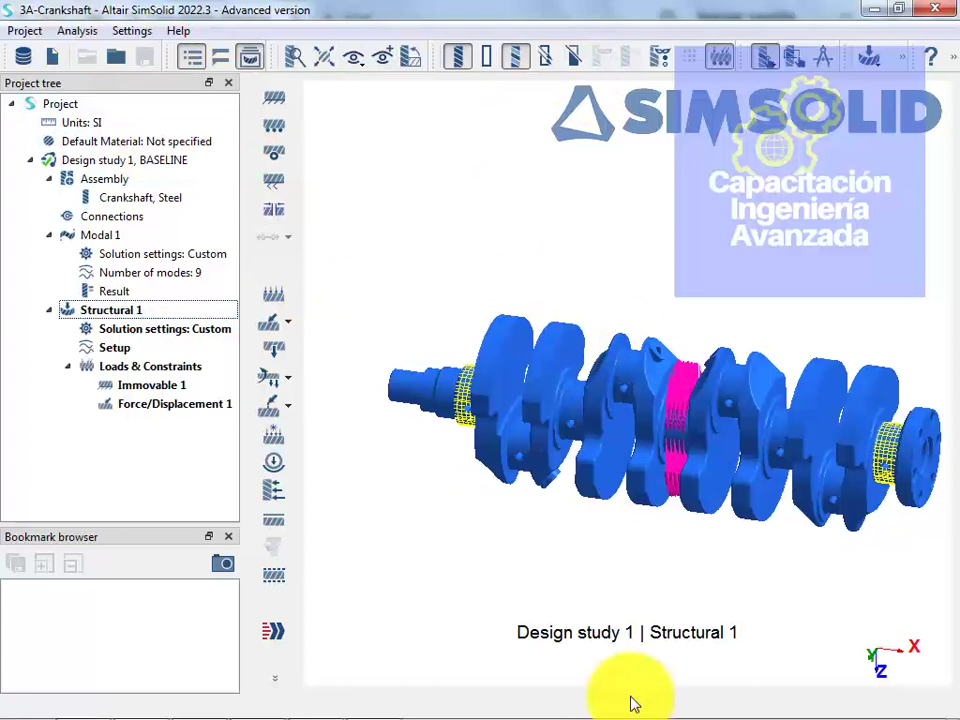 3A-Crankshaft - Altair SimSolid 2022.3 - Advanced version
Project Analysis Settings Help
Project tree
Project
Units: SI
Default Material: Not specified
Design study 1, BASELINE
Assembly
Crankshaft, Steel
Connections
Modal 1
Solution settings: Custom
Number of modes: 9
Result
Structural 1
Solution settings: Custom
Setup
Loads & Constraints
Immovable 1
Force/Displacement 1
Bookmark browser
SIMSOLID
Capacitación
Ingeniería
Avanzada
Design study 1 | Structural 1
X
Y
Z